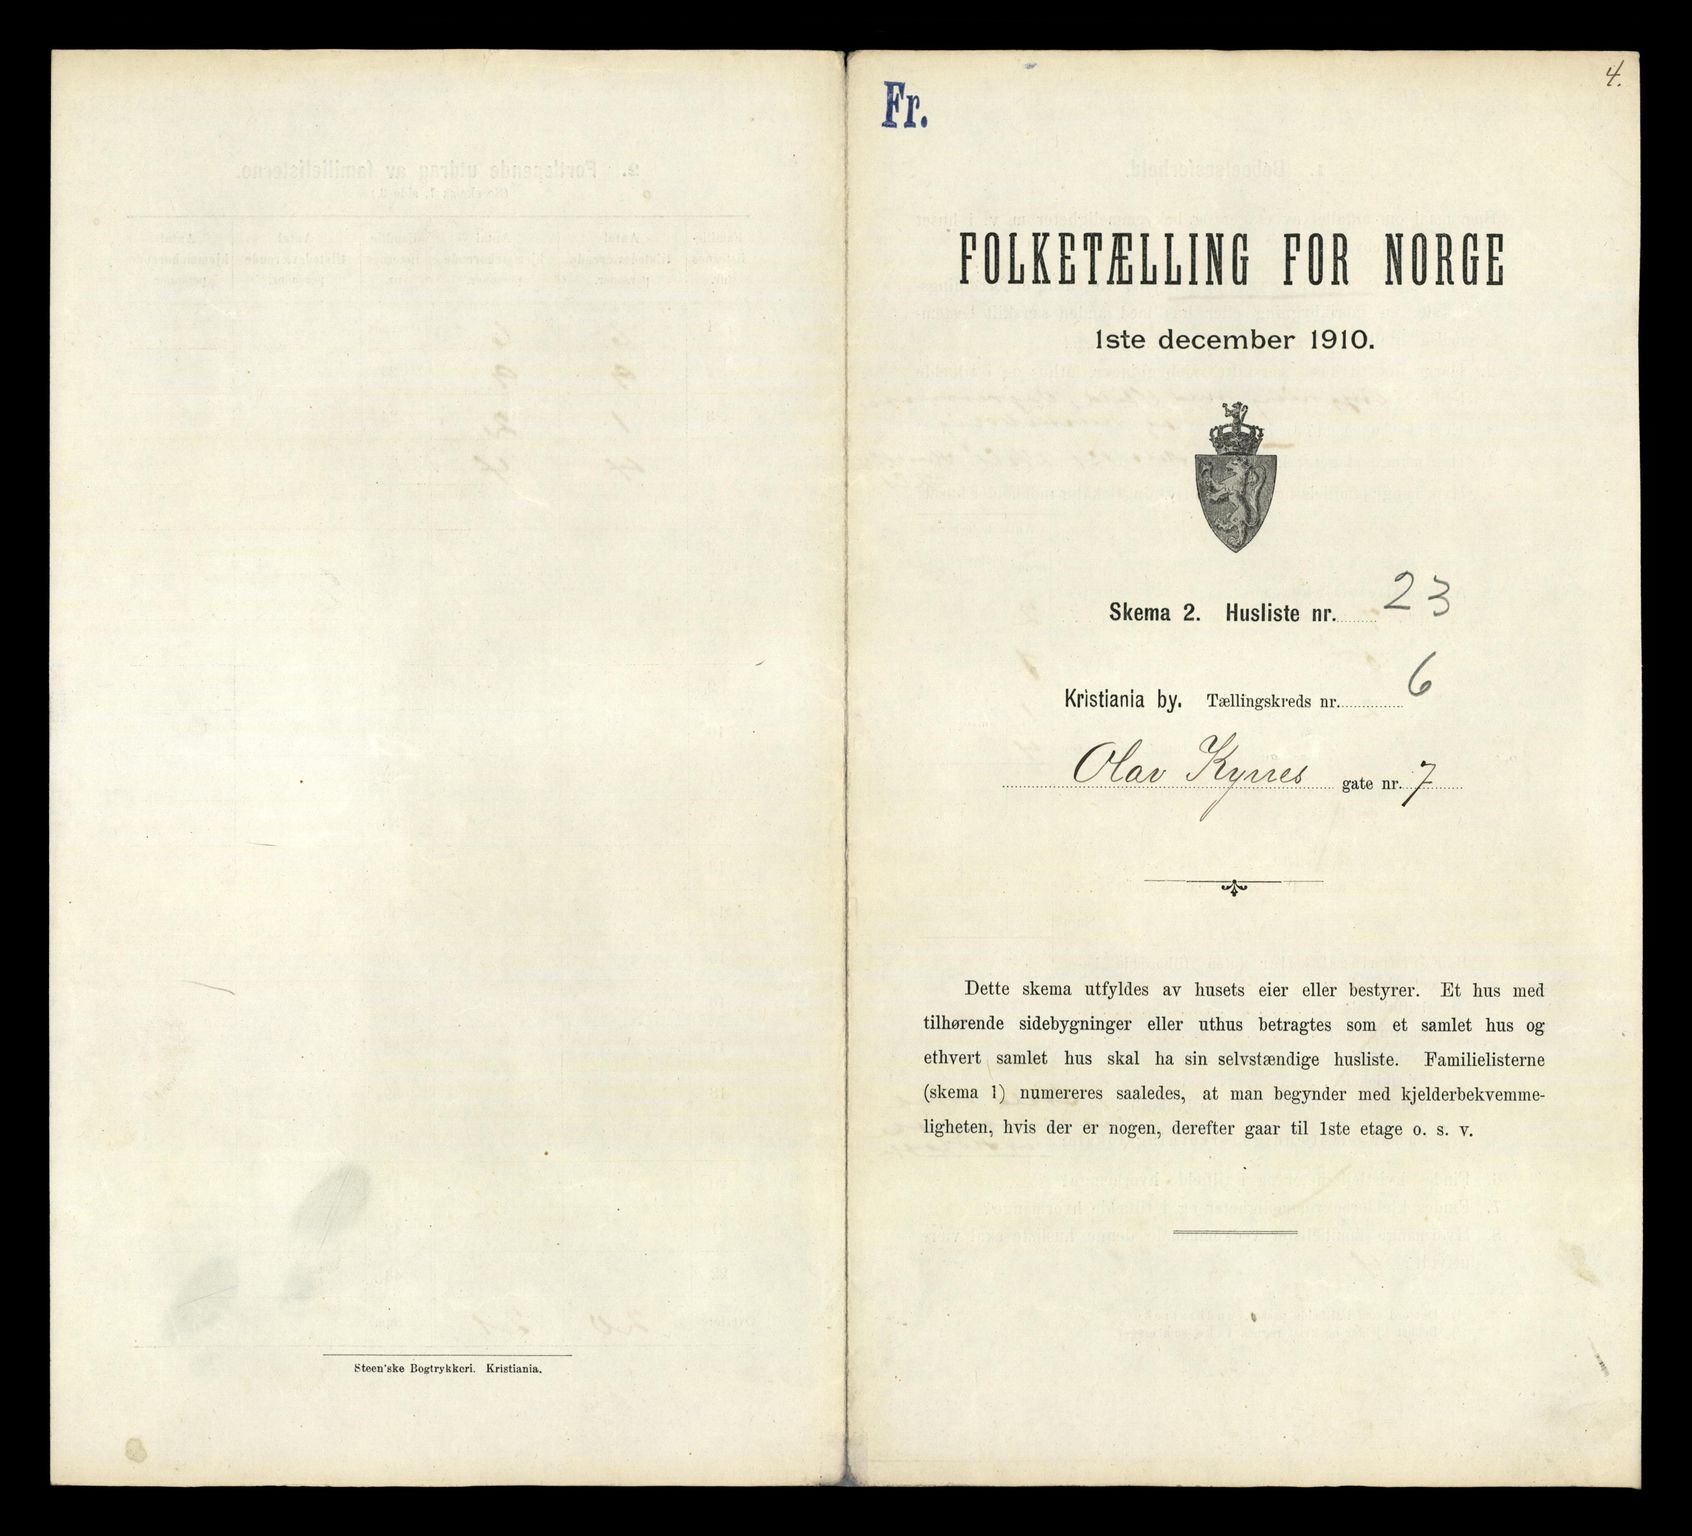 Steen'ske Bogtrykkeri. Kristiania.
4.
Fr.
FOLKETÆLLING FOR NORGE
1ste december 1910.
Skema 2. Husliste nr. 23
Kristiania by. Tællingskreds nr. 6
Olav Kyrres gate nr. 7
Dette skema utfyldes av husets eier eller bestyrer. Et hus med
tilhørende sidebygninger eller uthus betragtes som et samlet hus og
ethvert samlet hus skal ha sin selvstændige husliste. Familielisterne
(skema 1) numereres saaledes, at man begynder med kjelderbekvemme-
ligheten, hvis der er nogen, derefter gaar til 1ste etage o. s. v.